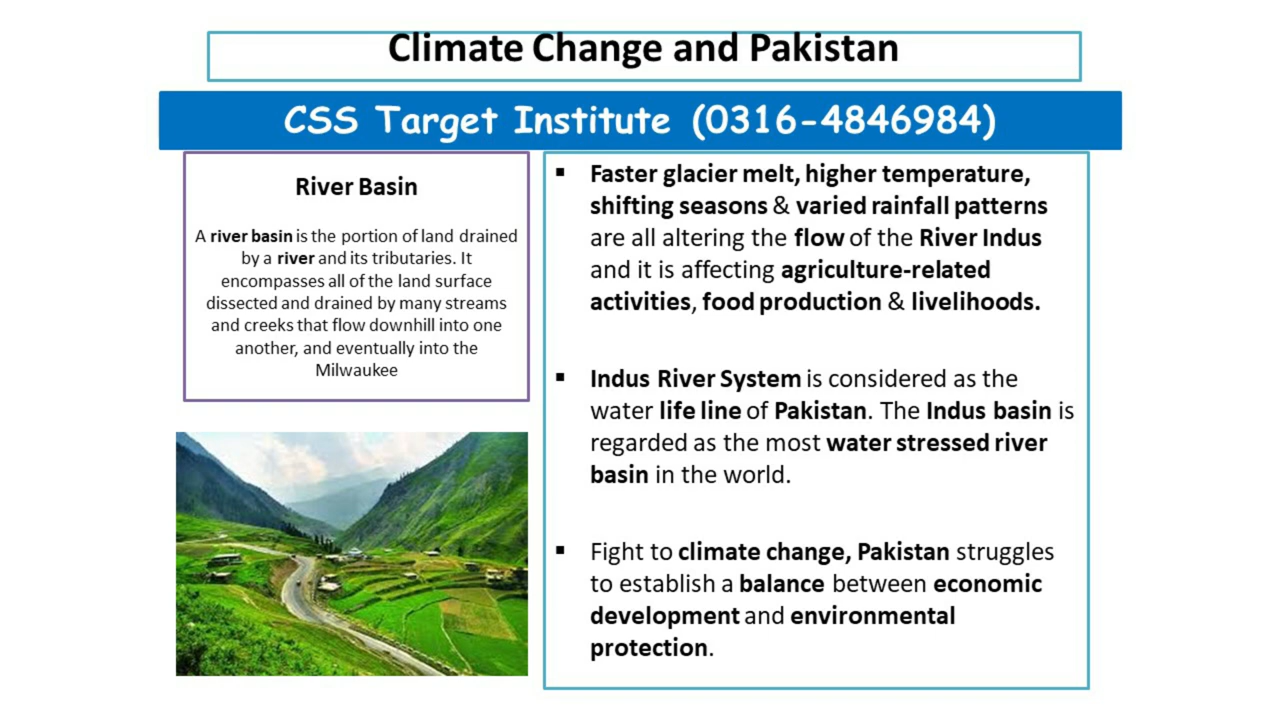 Climate Change and Pakistan
CSS Target Institute (0316-4846984)
River Basin
A river basin is the portion of land drained
by a river and its tributaries. It
encompasses all of the land surface
dissected and drained by many streams
and creeks that flow downhill into one
another, and eventually into the
Milwaukee
▪ Faster glacier melt, higher temperature,
shifting seasons & varied rainfall patterns
are all altering the flow of the River Indus
and it is affecting agriculture-related
activities, food production & livelihoods.
▪ Indus River System is considered as the
water life line of Pakistan. The Indus basin is
regarded as the most water stressed river
basin in the world.
▪ Fight to climate change, Pakistan struggles
to establish a balance between economic
development and environmental
protection.